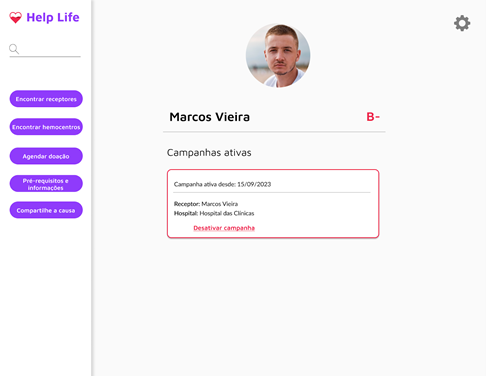 Help Life
Encontrar receptores
Encontrar hemocentros
Agendar doação
Pré-requisitos e
informações
Compartilhe a causa
Marcos Vieira B-
Campanhas ativas
Campanha ativa desde: 15/09/2023
Receptor: Marcos Vieira
Hospital: Hospital das Clínicas
Desativar campanha